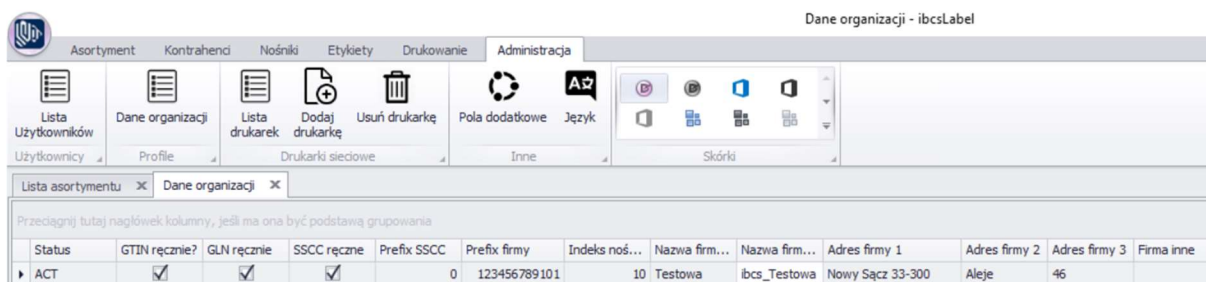 Dane organizacji - ibcsLabel
Asortyment Kontrahenci Nośniki Etykiety Drukowanie Administracja
Lista Użytkowników
Dane organizacji
Lista drukarek
Dodaj drukarkę
Usuń drukarkę
Pola dodatkowe
Język
Użytkownicy Profile Drukarki sieciowe Inne Skórki
Lista asortymentu Dane organizacji
Przeciągnij tutaj nagłówek kolumny, jeśli ma ona być podstawą grupowania
Status GTIN ręcznie? GLN ręcznie SSCC ręczne Prefix SSCC Prefix firmy Indeks noś... Nazwa firm... Nazwa firm... Adres firmy 1 Adres firmy 2 Adres firmy 3 Firma inne
ACT 0 123456789101 10 Testowa ibcs_Testowa Nowy Sącz 33-300 Aleje 46